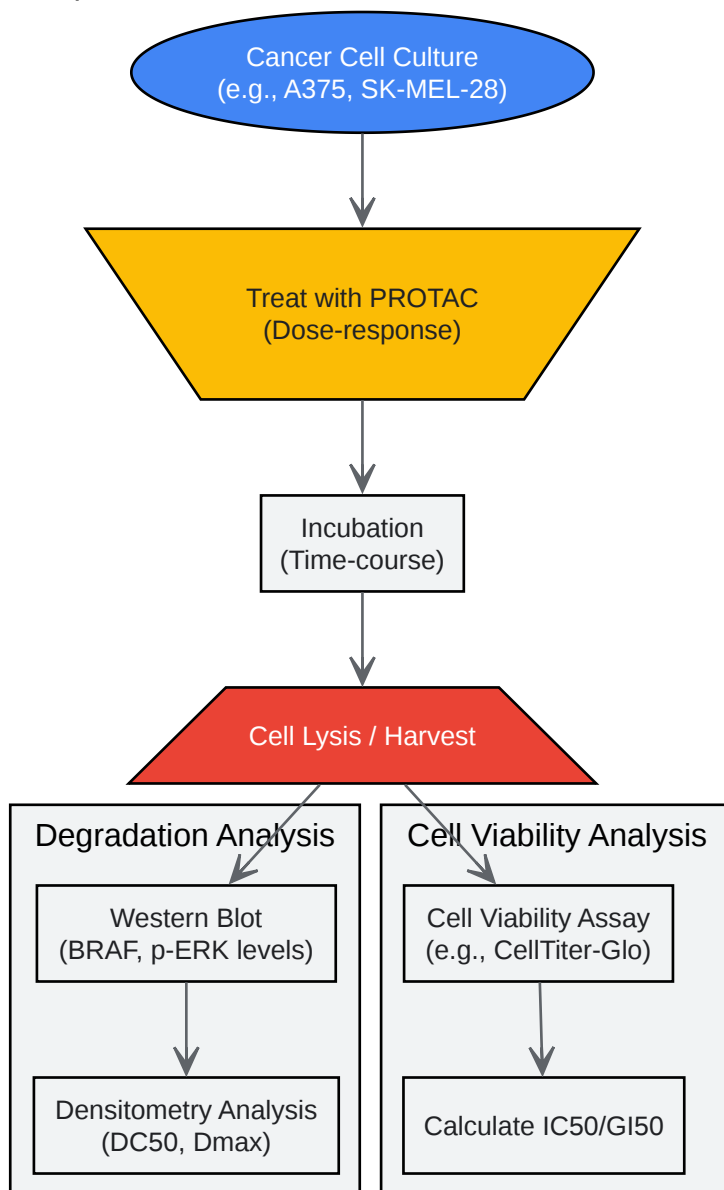 Cancer Cell Culture
(e.g., A375, SK-MEL-28)
Treat with PROTAC
(Dose-response)
Incubation
(Time-course)
Cell Lysis / Harvest
Degradation Analysis
Western Blot
(BRAF, p-ERK levels)
Densitometry Analysis
(DC50, Dmax)
Cell Viability Analysis
Cell Viability Assay
(e.g., CellTiter-Glo)
Calculate IC50/GI50